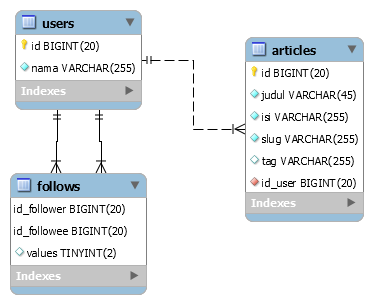 users
id BIGINT(20)
nama VARCHAR(255)
Indexes
articles
id BIGINT(20)
judul VARCHAR(45)
isi VARCHAR(255)
slug VARCHAR(255)
tag VARCHAR(255)
id_user BIGINT(20)
Indexes
follows
id_follower BIGINT(20)
id_followee BIGINT(20)
values TINYINT(2)
Indexes